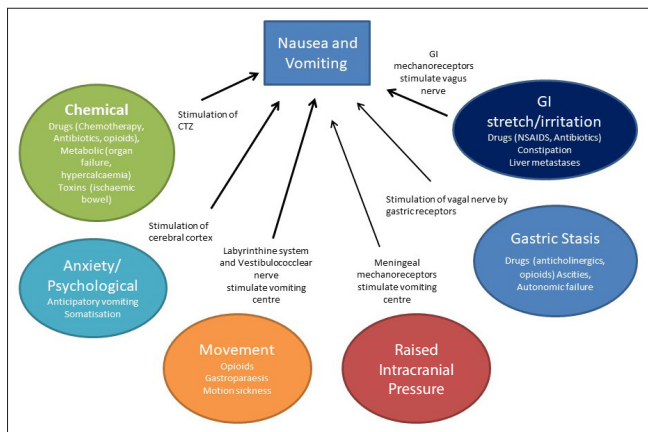 Nausea and
Vomiting
GI
mechanoreceptors
stimulate vagus
nerve
Chemical
Drugs (Chemotherapy,
Antibiotics, opioids),
Metabolic (organ
failure,
hypercalcaemia)
Toxins (ischaemic
bowel)
Stimulation of
CTZ
GI
stretch/irritation
Drugs (NSAIDS, Antibiotics)
Constipation
Liver metastases
Stimulation of vagal nerve by
gastric receptors
Stimulation of
cerebral cortex
Anxiety/
Psychological
Anticipatory vomiting
Somatisation
Labyrinthine system
and Vestibulococclear
nerve
stimulate vomiting
centre
Meningeal
mechanoreceptors
stimulate vomiting
centre
Gastric Stasis
Drugs (anticholinergics,
opioids) Ascities,
Autonomic failure
Movement
Opioids
Gastroparaesis
Motion sickness
Raised
Intracranial
Pressure